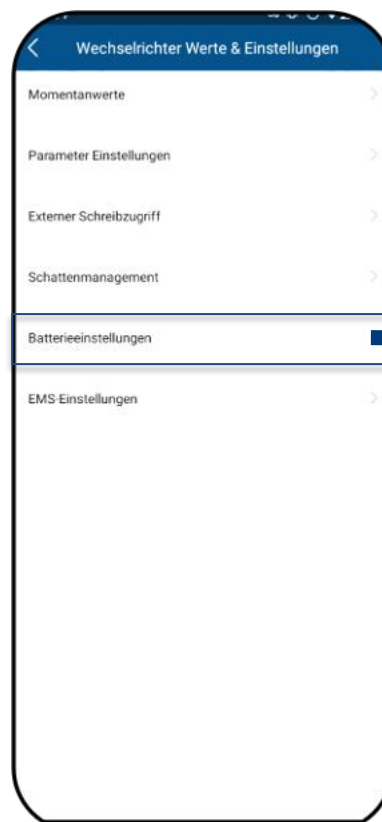 Wechselrichter Werte & Einstellungen
Momentanwerte
Parameter Einstellungen
Externer Schreibzugriff
Schattenmanagement
Batterieeinstellungen
EMS-Einstellungen